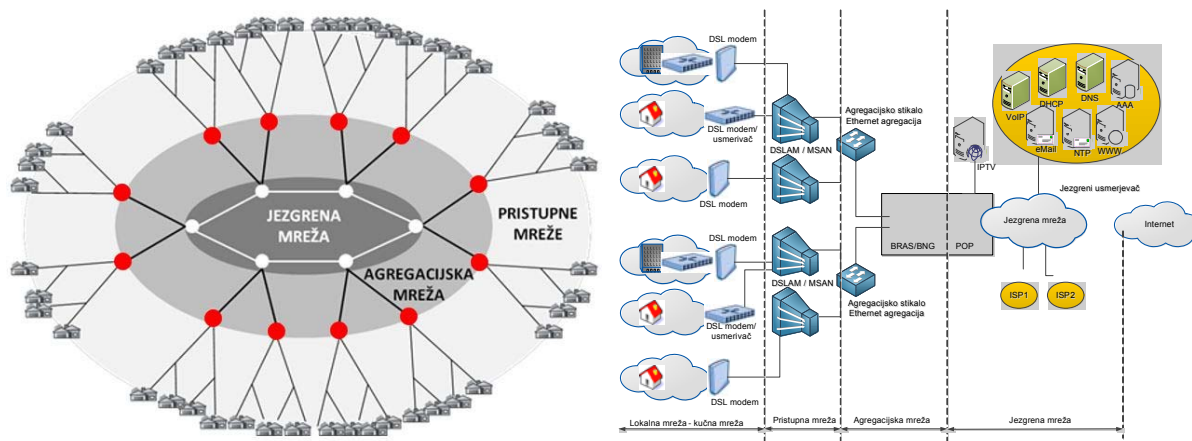 JEZGRENA
MREŽA
PRISTUPNE
MREŽE
AGREGACIJSKA
MREŽA
DSL modem
DSL modem/
usmerivač
DSL modem
DSL modem
DSL modem/
usmerivač
DSL modem
DSLAM / MSAN
DSLAM / MSAN
Agregacijsko stikalo
Ethernet agregacija
Agregacijsko stikalo
Ethernet agregacija
BRAS/BNG
POP
IPTV
VoIP
DHCP
DNS
AAA
eMail
NTP
WWW
Jezgreni usmerjevač
Jezgrena mreža
Internet
ISP1
ISP2
Lokalna mreža - kučna mreža
Pristupna mreža
Agregacijska mreža
Jezgrena mreža